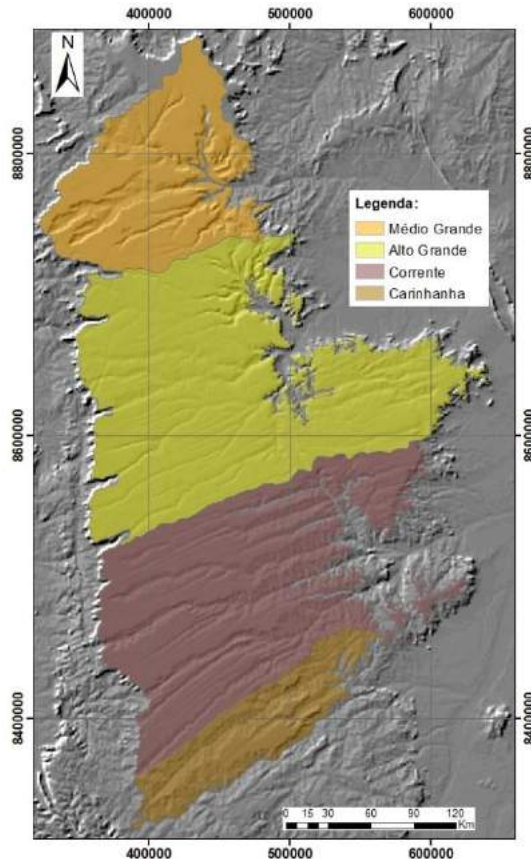 400000 500000 600000
N
8800000 8800000
Legenda:
Médio Grande
Alto Grande
Corrente
Carinhanha
8600000 8600000
8400000 8400000
0 15 30 60 90 120
Km
400000 500000 600000